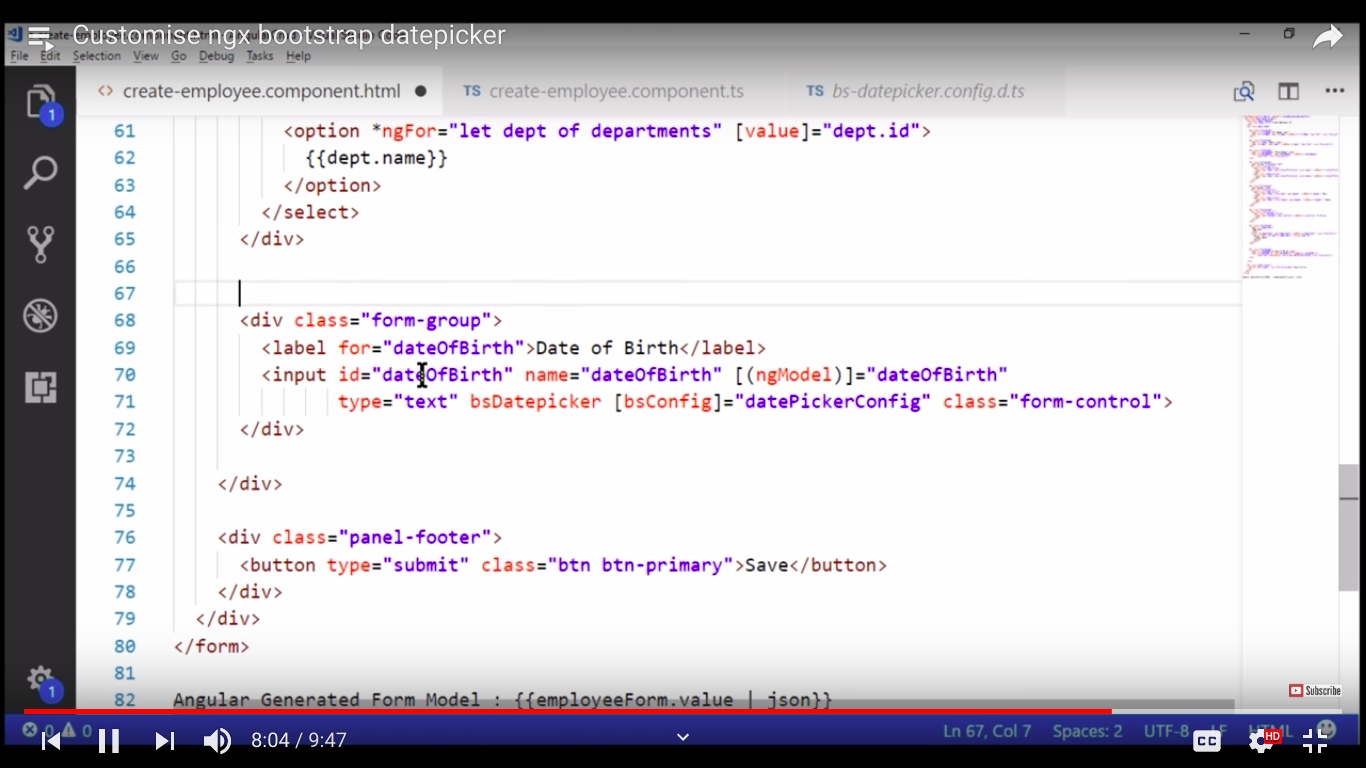 Customise ngx bootstrap datepicker
File Edit Selection View Go Debug Tasks Help
create-employee.component.html
TS create-employee.component.ts
TS bs-datepicker.config.d.ts
1
61 <option *ngFor="let dept of departments" [value]="dept.id">
62 {{dept.name}}
63 </option>
64 </select>
65 </div>
66
67
68 <div class="form-group">
69 <label for="dateOfBirth">Date of Birth</label>
70 <input id="dateOfBirth" name="dateOfBirth" [(ngModel)]="dateOfBirth"
71 type="text" bsDatepicker [bsConfig]="datePickerConfig" class="form-control">
72 </div>
73
74 </div>
75
76 <div class="panel-footer">
77 <button type="submit" class="btn btn-primary">Save</button>
78 </div>
79 </div>
80 </form>
81
82 Angular Generated Form Model : {{employeeForm.value | json}}
1
Subscribe
0 0
Ln 67, Col 7 Spaces: 2 UTF-8 LF HTML
8:04 / 9:47
CC
HD